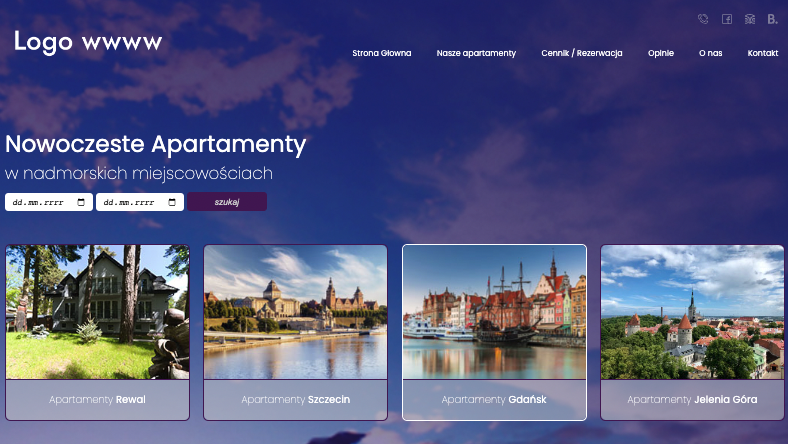 Logo wwww
Strona Głowna Nasze apartamenty Cennik / Rezerwacja Opinie O nas Kontakt
B.
Nowoczeste Apartamenty
w nadmorskich miejscowościach
dd.mm.rrrr dd.mm.rrrr szukaj
Apartamenty Rewal
Apartamenty Szczecin
Apartamenty Gdańsk
Apartamenty Jelenia Góra